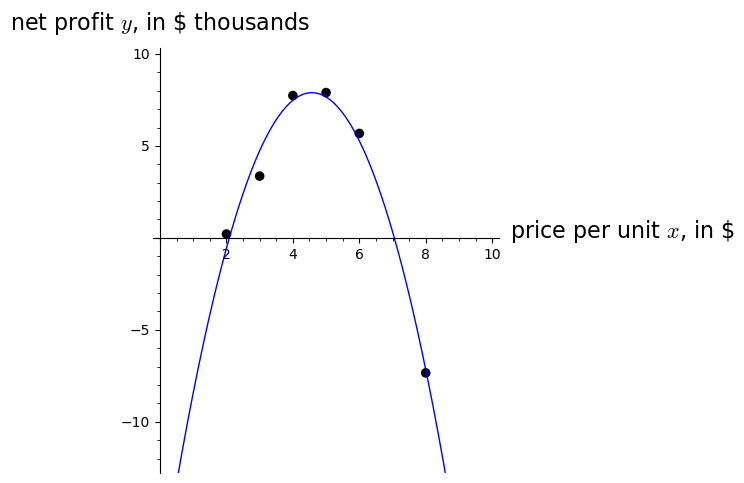 net profit y, in $ thousands
10
5
price per unit x, in $
2 4 6 8 10
−5
−10